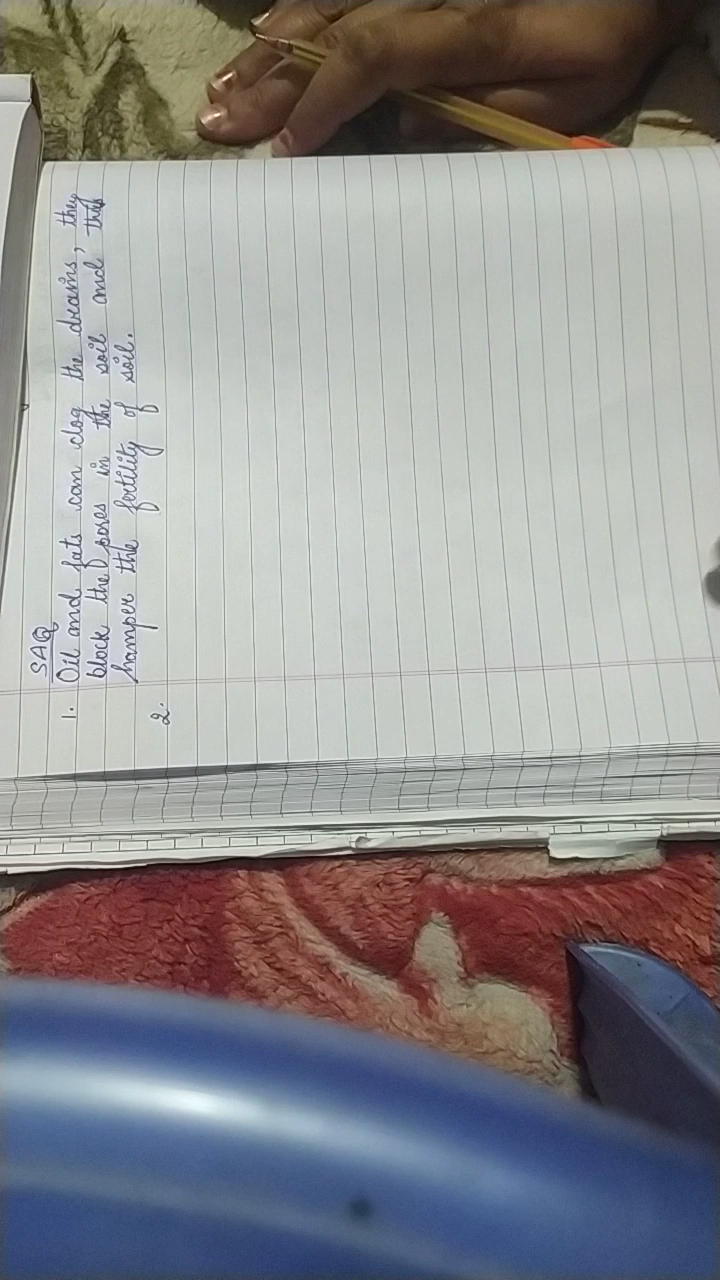 SAQ
1. Oil and fats can clog the drains, they
block the pores in the soil and this
hamper the fertility of soil.
2.